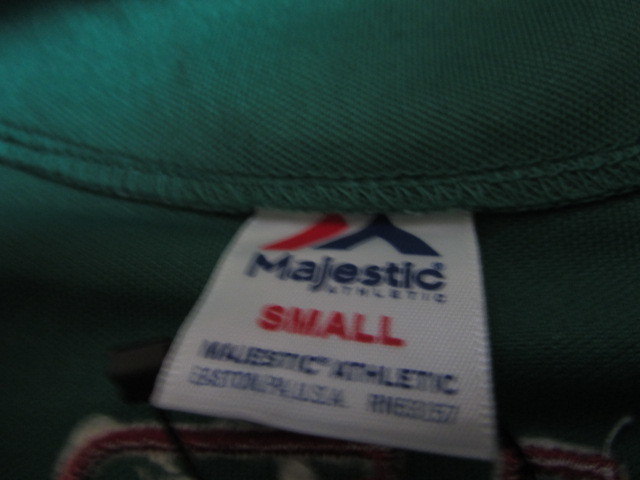 Majestic
ATHLETIC
SMALL
MAJESTIC® ATHLETIC
EASTON, PA, U.S.A.